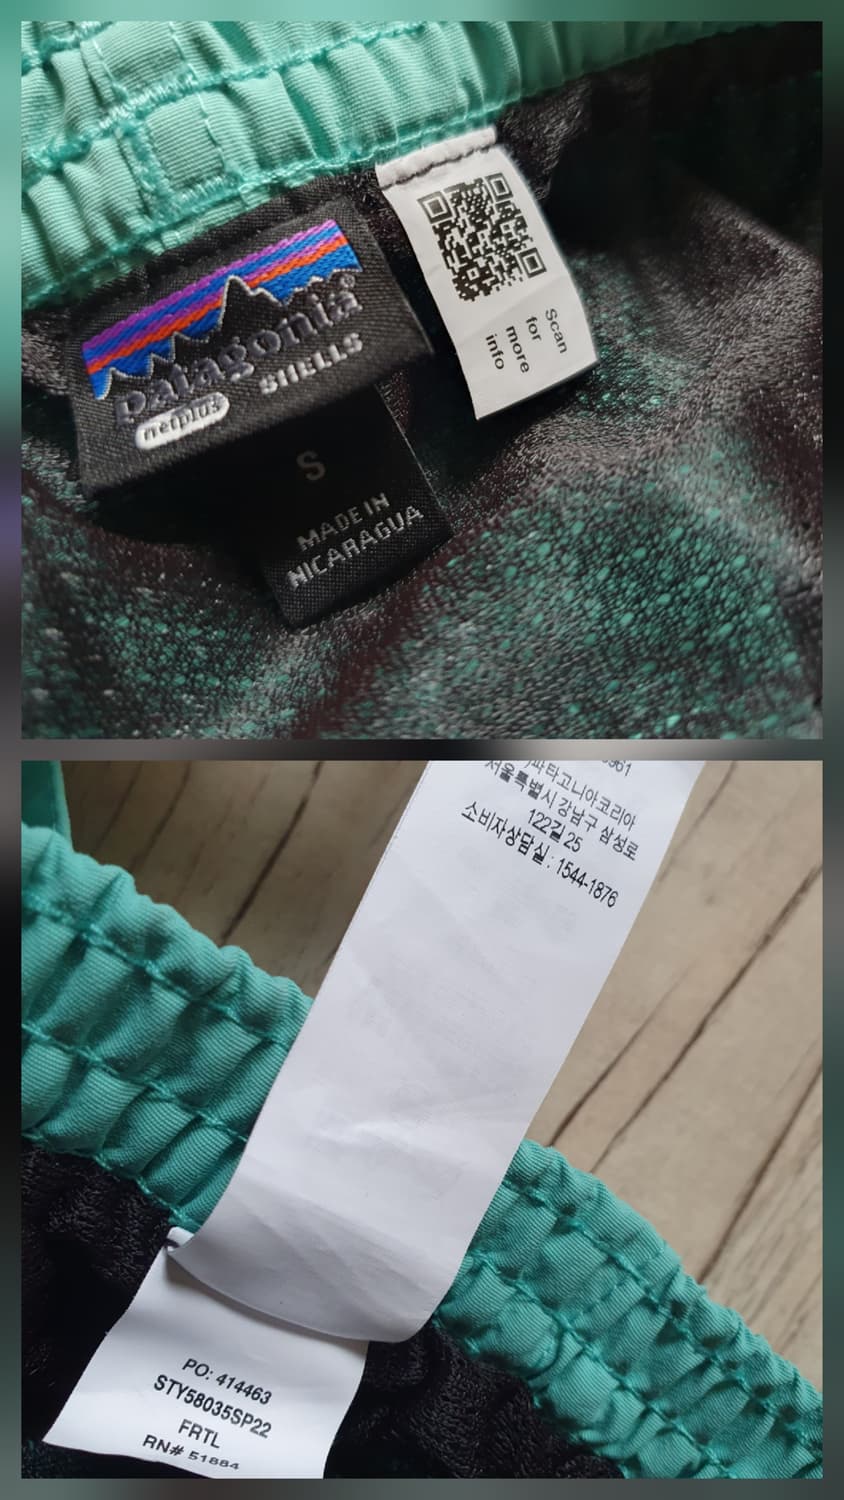 patagonia®
netplus®
SHELLS
S
MADE IN
NICARAGUA
Scan
for
more
info
파타고니아코리아
서울특별시 강남구 삼성로
122길 25
소비자상담실 : 1544-1876
PO: 414463
STY58035SP22
FRTL
RN# 51884